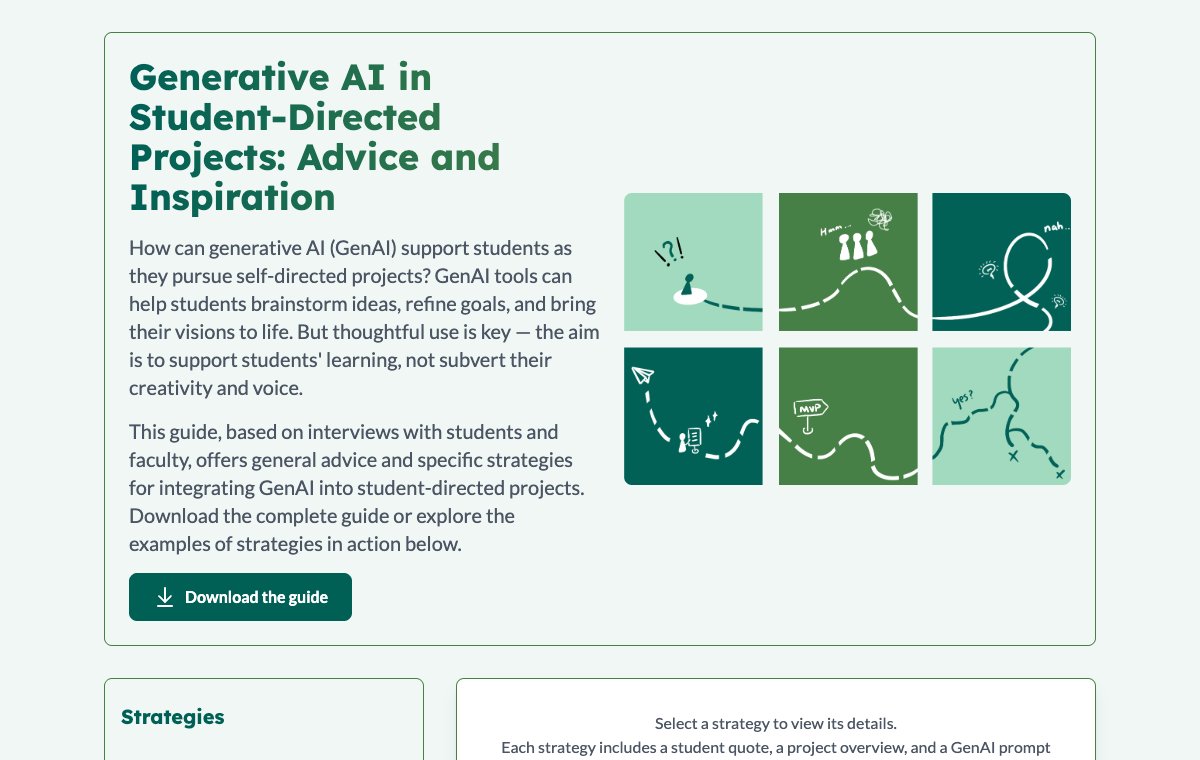 Generative AI in
Student-Directed
Projects: Advice and
Inspiration
How can generative AI (GenAI) support students as
they pursue self-directed projects? GenAI tools can
help students brainstorm ideas, refine goals, and bring
their visions to life. But thoughtful use is key — the aim
is to support students' learning, not subvert their
creativity and voice.
This guide, based on interviews with students and
faculty, offers general advice and specific strategies
for integrating GenAI into student-directed projects.
Download the complete guide or explore the
examples of strategies in action below.
Download the guide
!?!
Hmm...
nah..
MVP
yes?
Strategies
Select a strategy to view its details.
Each strategy includes a student quote, a project overview, and a GenAI prompt